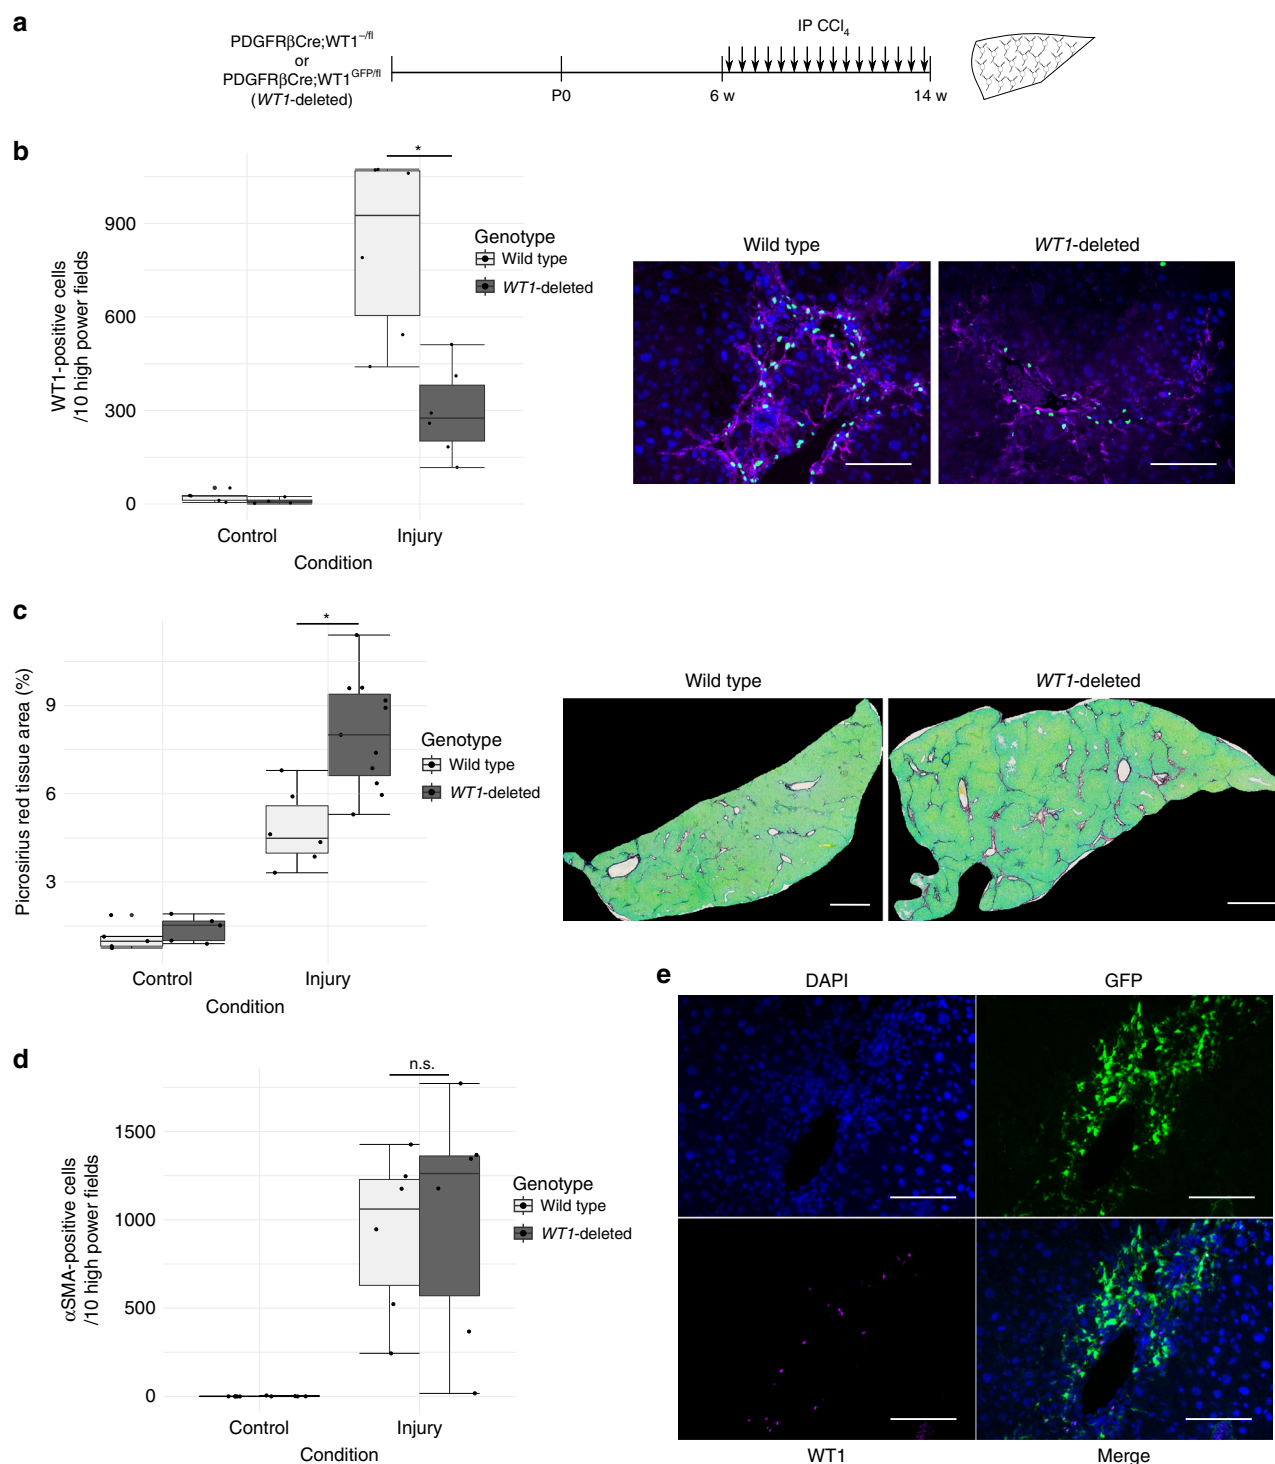 a
PDGFRβCre;WT1–/fl
or
PDGFRβCre;WT1GFP/fl
(WT1-deleted)
IP CCl4
P0
6 w
14 w
b
*
900
600
300
0
WT1-positive cells
/10 high power fields
Control
Injury
Condition
Genotype
Wild type
WT1-deleted
Wild type
WT1-deleted
c
*
9
6
3
Picrosirius red tissue area (%)
Control
Injury
Condition
Genotype
Wild type
WT1-deleted
Wild type
WT1-deleted
d
n.s.
1500
1000
500
0
αSMA-positive cells
/10 high power fields
Control
Injury
Condition
Genotype
Wild type
WT1-deleted
e
DAPI
GFP
WT1
Merge